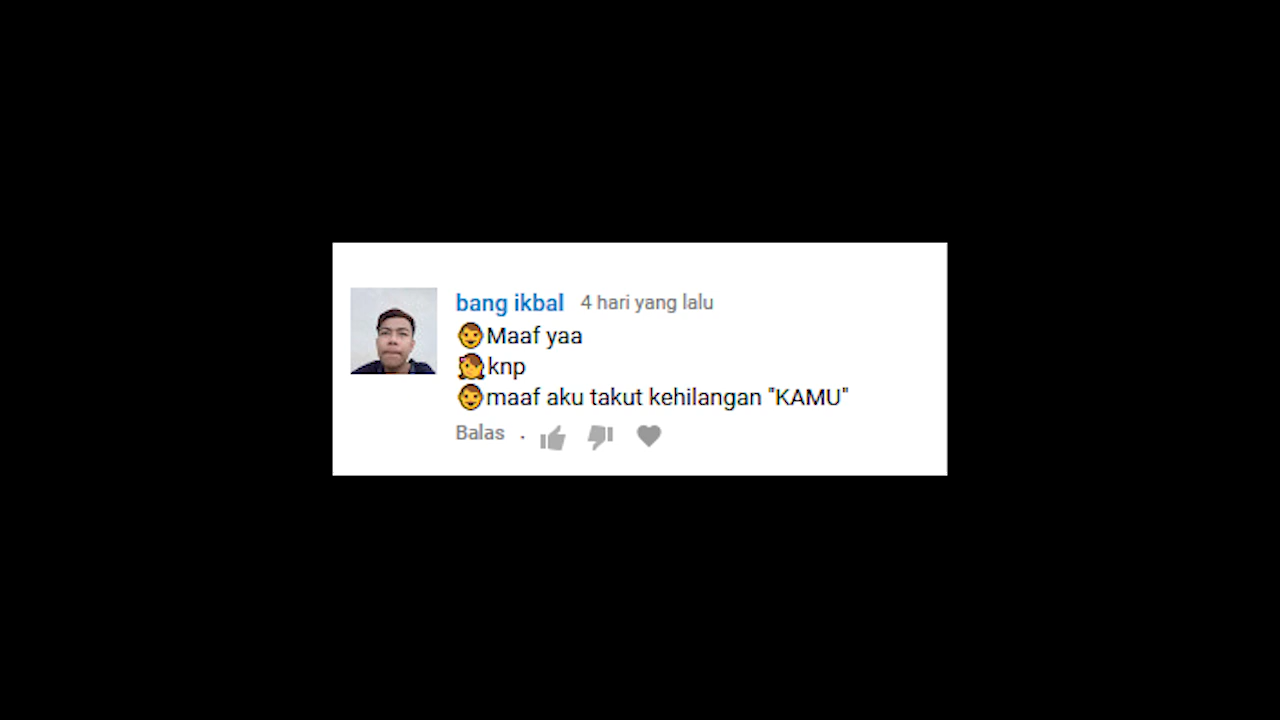 bang ikbal 4 hari yang lalu
👨Maaf yaa
👧knp
👨maaf aku takut kehilangan "KAMU"
Balas .